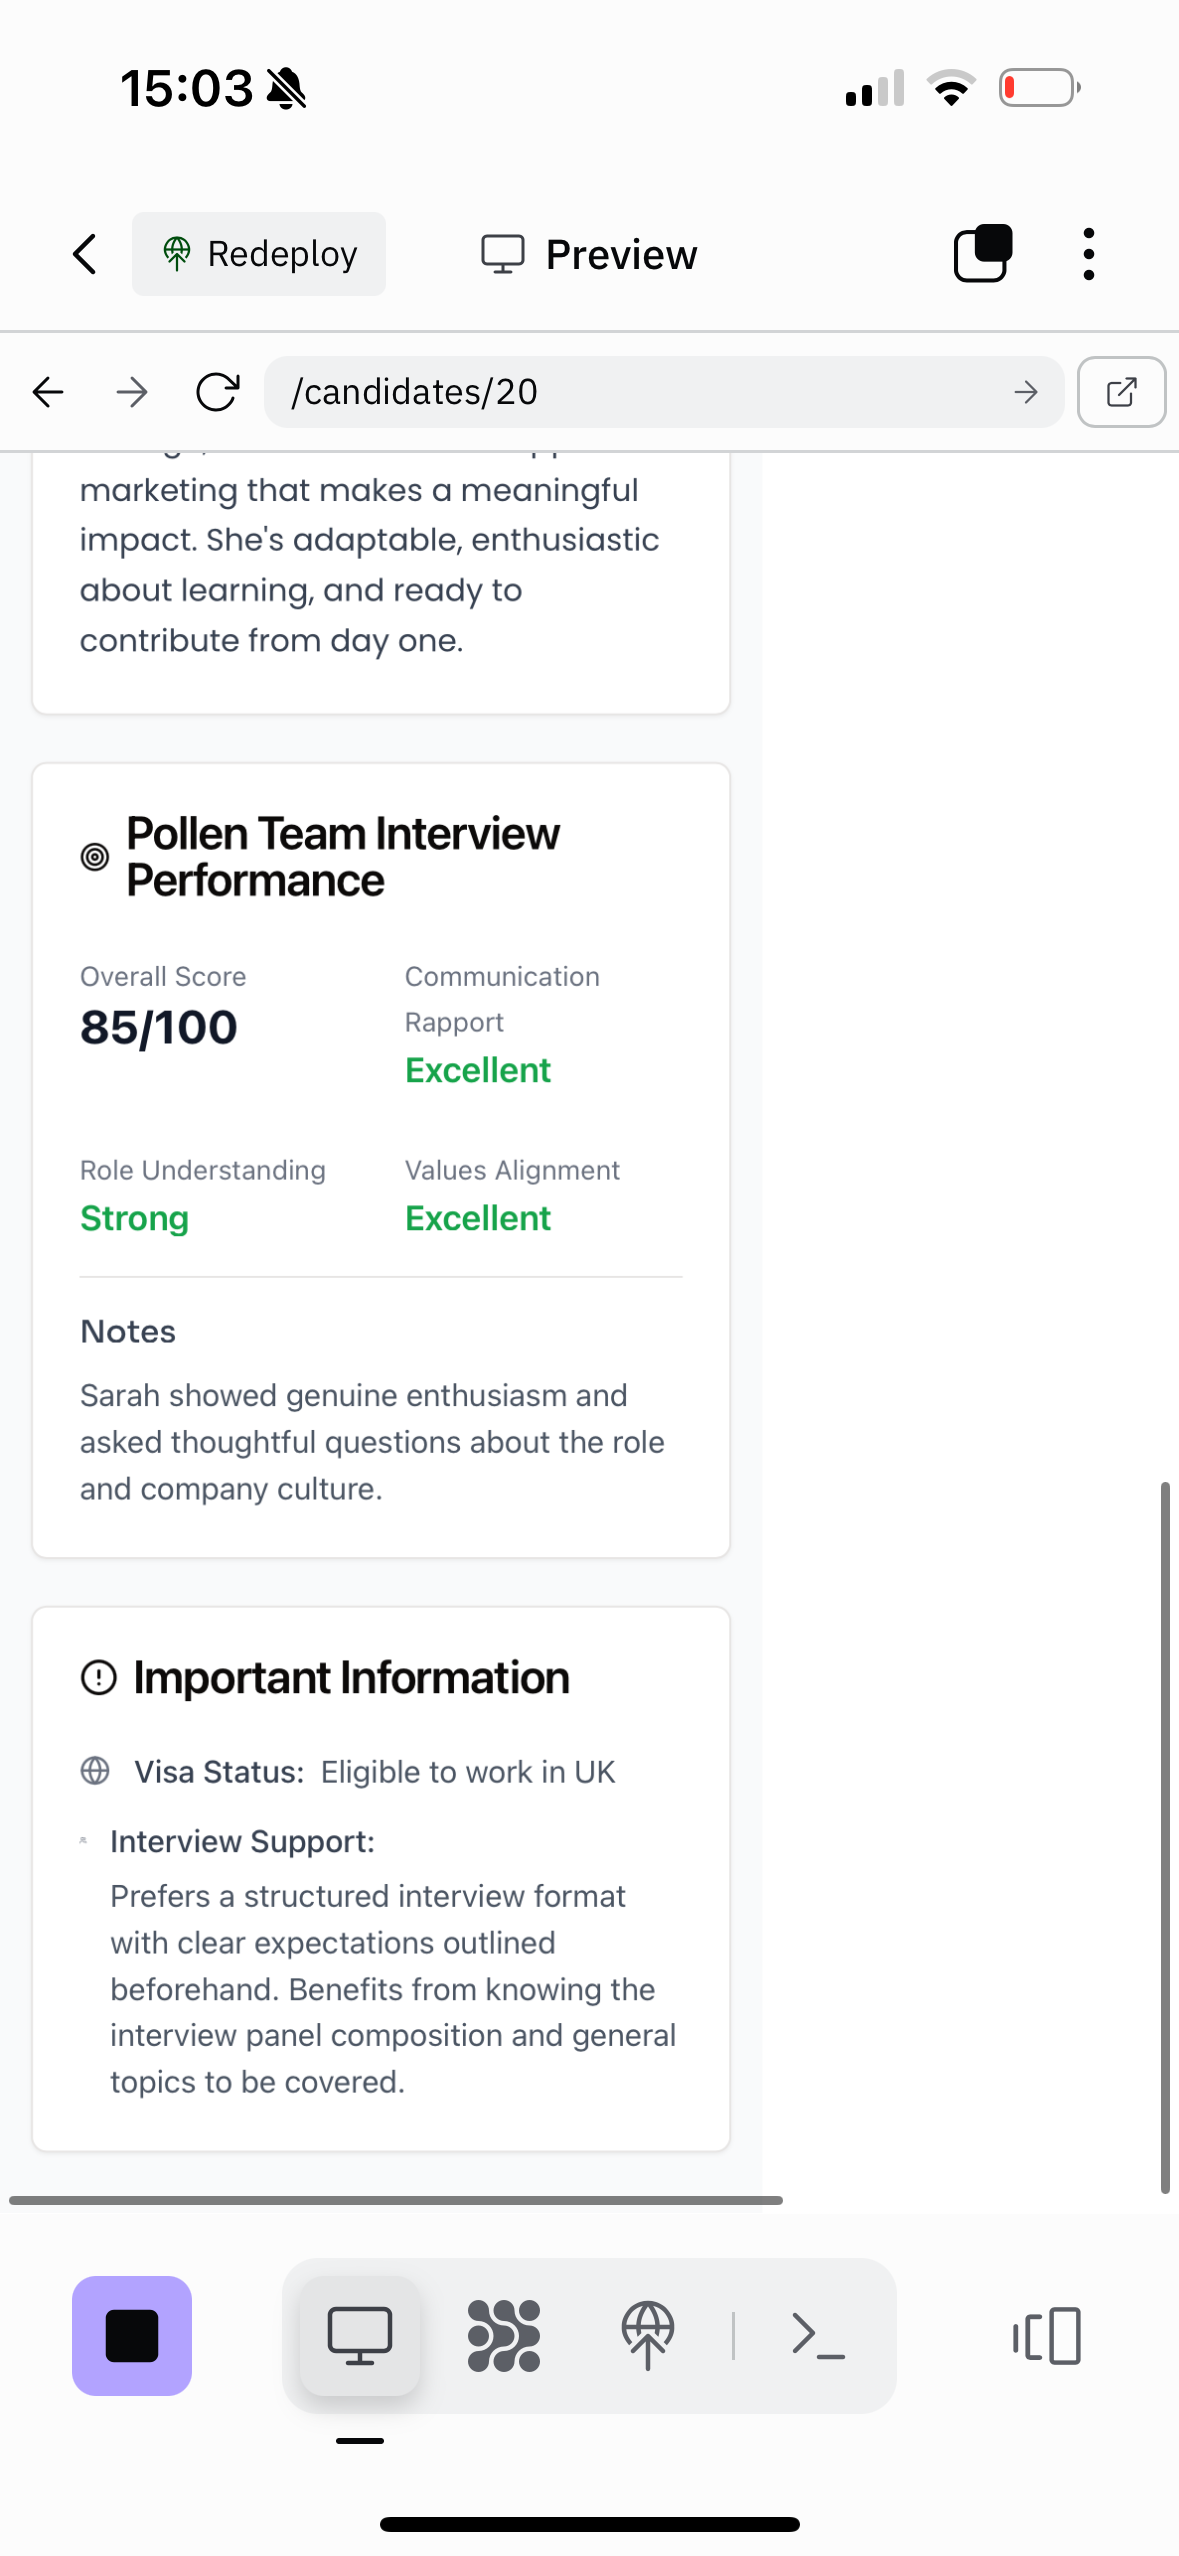 15:03
Redeploy
Preview
/candidates/20
marketing that makes a meaningful
impact. She's adaptable, enthusiastic
about learning, and ready to
contribute from day one.
Pollen Team Interview
Performance
Overall Score
85/100
Communication
Rapport
Excellent
Role Understanding
Strong
Values Alignment
Excellent
Notes
Sarah showed genuine enthusiasm and
asked thoughtful questions about the role
and company culture.
Important Information
Visa Status: Eligible to work in UK
Interview Support:
Prefers a structured interview format
with clear expectations outlined
beforehand. Benefits from knowing the
interview panel composition and general
topics to be covered.